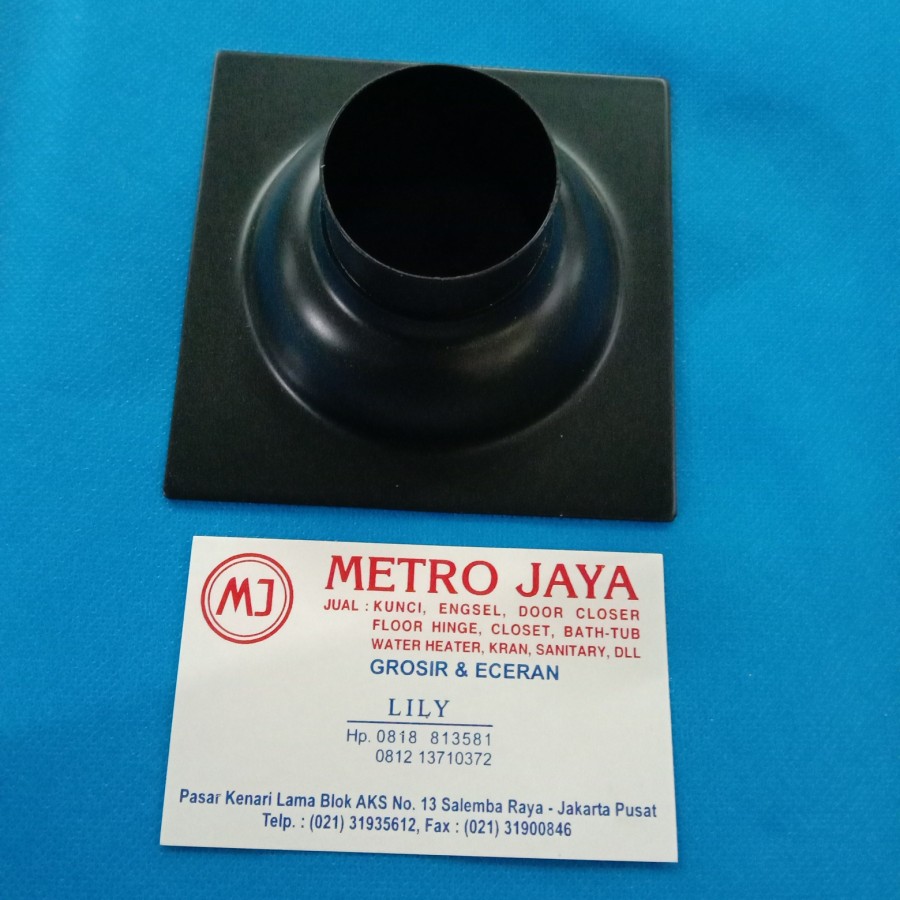 MJ
METRO JAYA
JUAL : KUNCI, ENGSEL, DOOR CLOSER
FLOOR HINGE, CLOSET, BATH-TUB
WATER HEATER, KRAN, SANITARY, DLL
GROSIR & ECERAN
LILY
Hp. 0818 813581
0812 13710372
Pasar Kenari Lama Blok AKS No. 13 Salemba Raya - Jakarta Pusat
Telp. : (021) 31935612, Fax : (021) 31900846